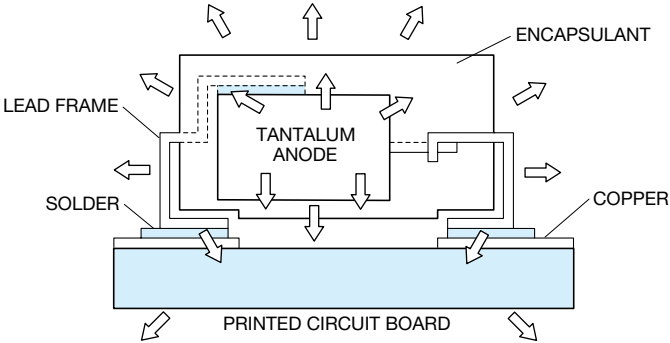 ENCAPSULANT
LEAD FRAME
TANTALUM
ANODE
SOLDER
COPPER
PRINTED CIRCUIT BOARD